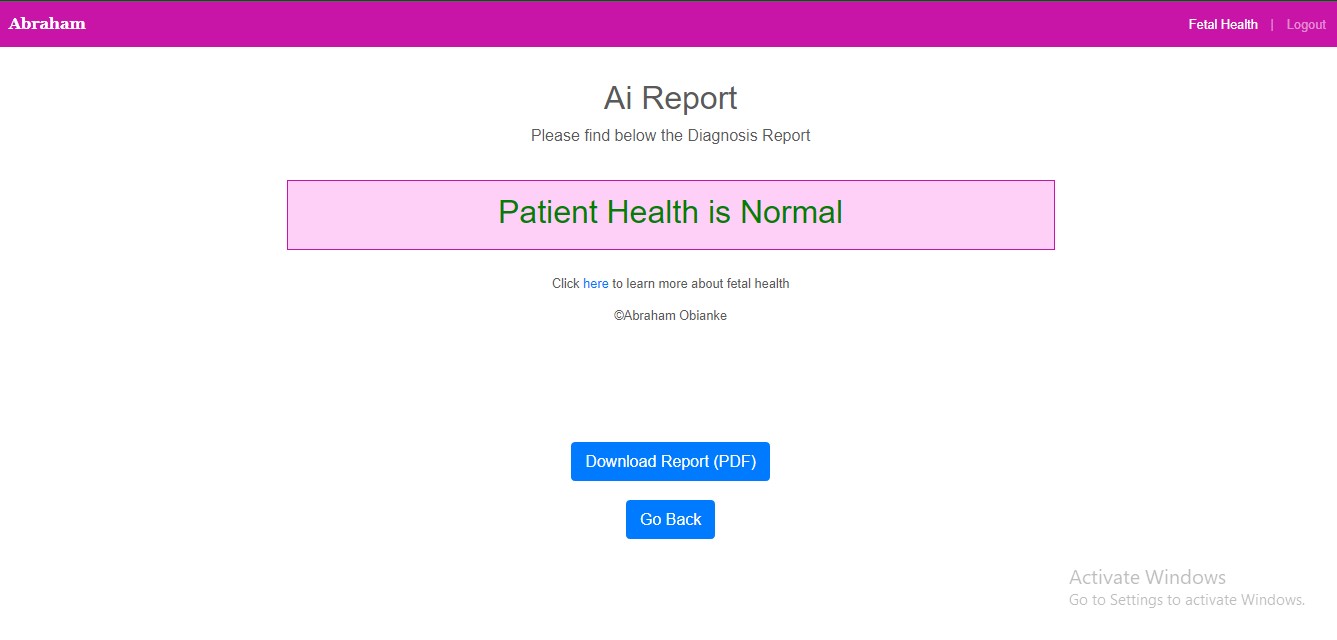 Abraham
Fetal Health | Logout
Ai Report
Please find below the Diagnosis Report
Patient Health is Normal
Click here to learn more about fetal health
©Abraham Obianke
Download Report (PDF)
Go Back
Activate Windows
Go to Settings to activate Windows.